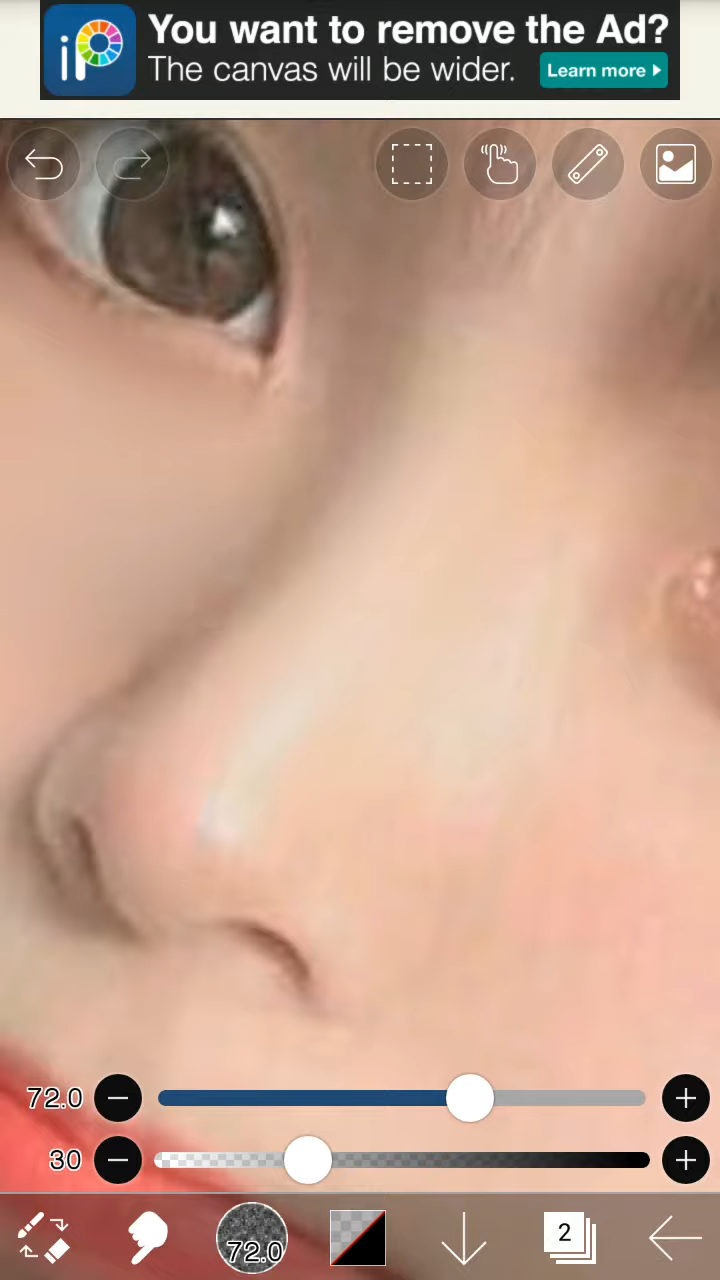 iP
You want to remove the Ad?
The canvas will be wider.
Learn more
72.0
30
72.0
2